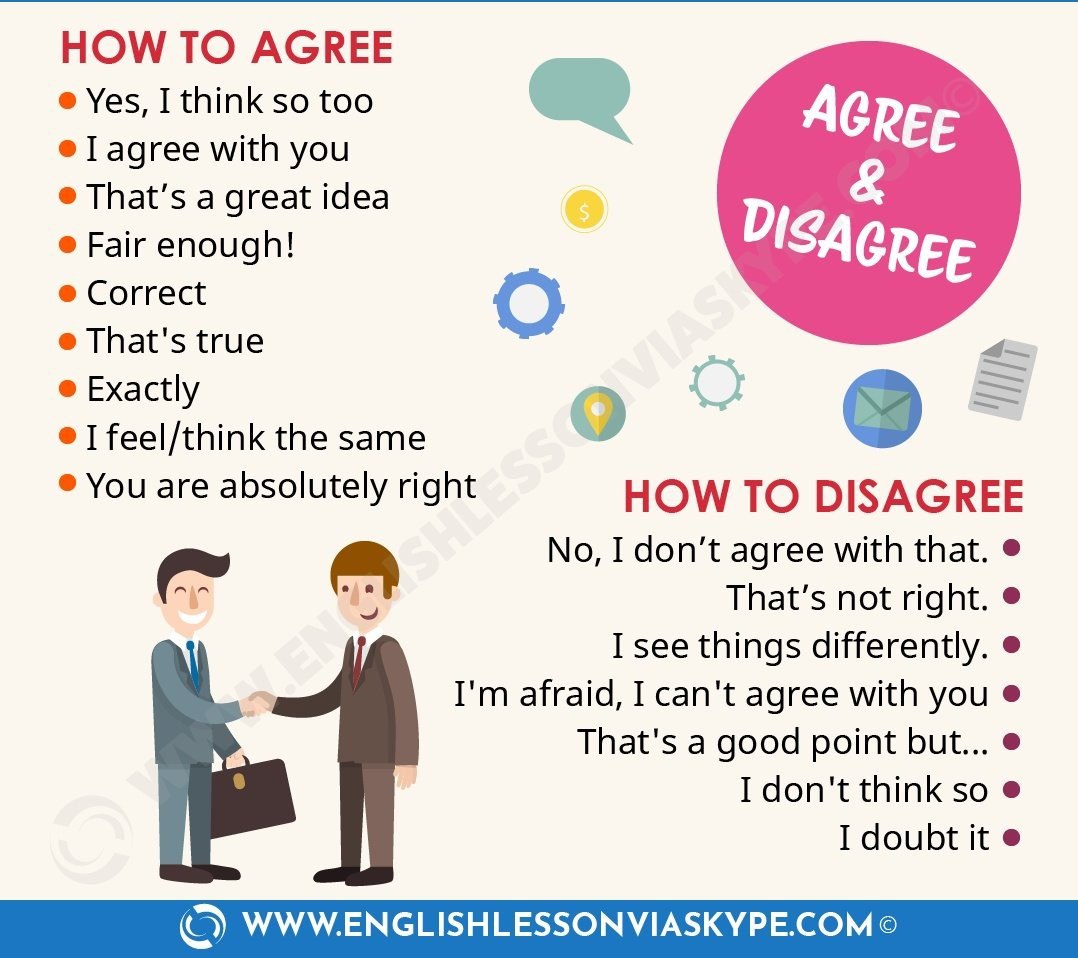 HOW TO AGREE
Yes, I think so too
I agree with you
That’s a great idea
Fair enough!
Correct
That's true
Exactly
I feel/think the same
You are absolutely right
AGREE
&
DISAGREE
$
HOW TO DISAGREE
No, I don’t agree with that.
That’s not right.
I see things differently.
I'm afraid, I can't agree with you
That's a good point but...
I don't think so
I doubt it
WWW.ENGLISHLESSONVIASKYPE.COM©
WWW.ENGLISHLESSONVIASKYPE.COM©